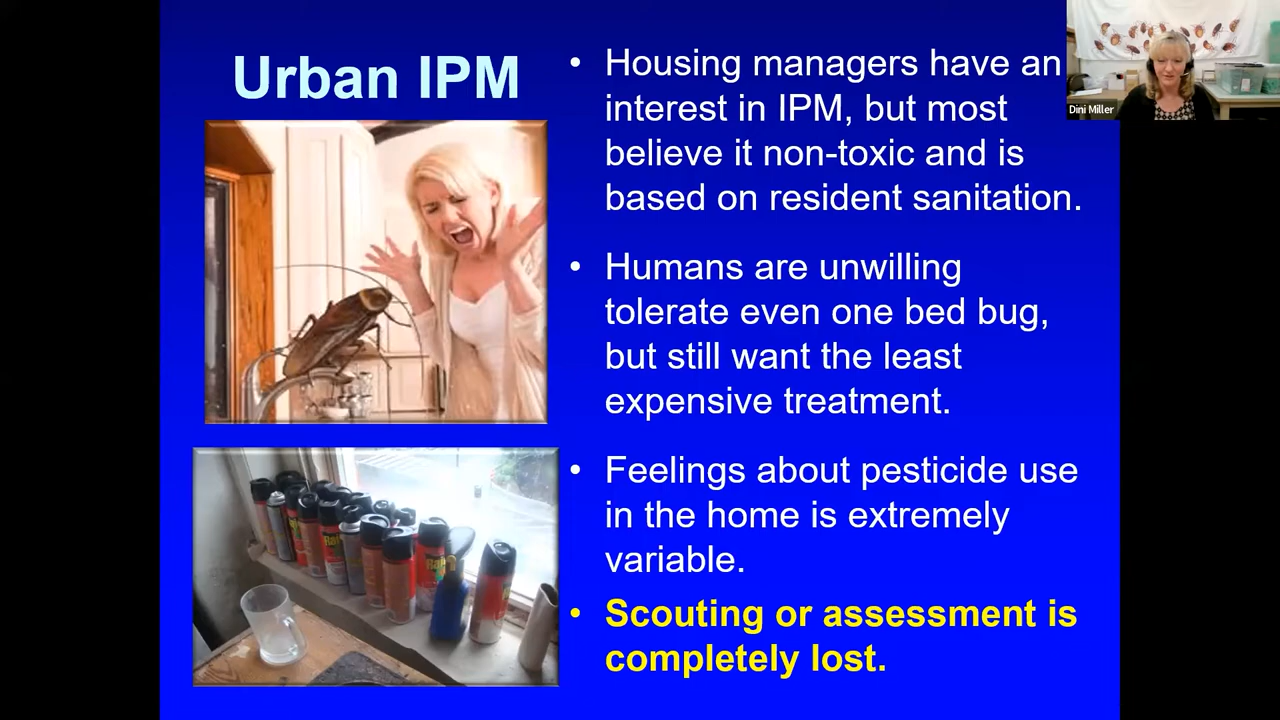 Urban IPM
• Housing managers have an
interest in IPM, but most
believe it non-toxic and is
based on resident sanitation.
• Humans are unwilling
tolerate even one bed bug,
but still want the least
expensive treatment.
• Feelings about pesticide use
in the home is extremely
variable.
• Scouting or assessment is
completely lost.
Dini Miller